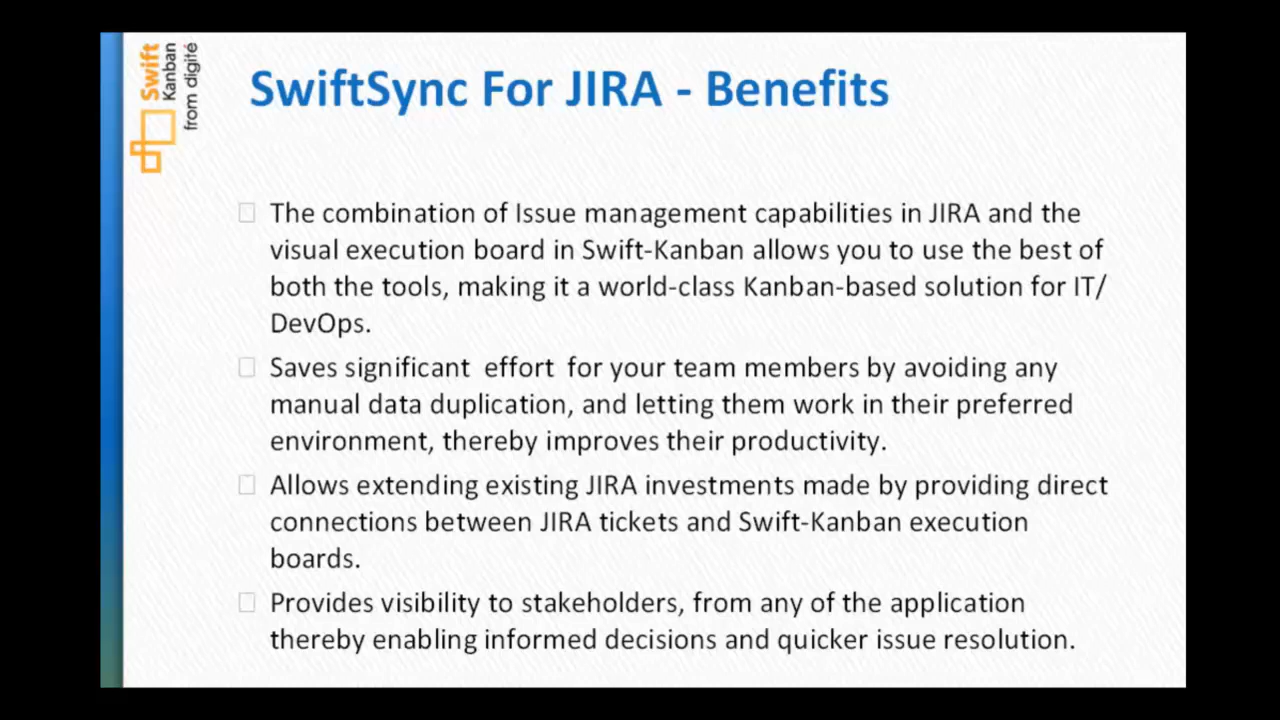 Swift
Kanban
from digité
SwiftSync For JIRA - Benefits
The combination of Issue management capabilities in JIRA and the
visual execution board in Swift-Kanban allows you to use the best of
both the tools, making it a world-class Kanban-based solution for IT/
DevOps.
Saves significant effort for your team members by avoiding any
manual data duplication, and letting them work in their preferred
environment, thereby improves their productivity.
Allows extending existing JIRA investments made by providing direct
connections between JIRA tickets and Swift-Kanban execution
boards.
Provides visibility to stakeholders, from any of the application
thereby enabling informed decisions and quicker issue resolution.